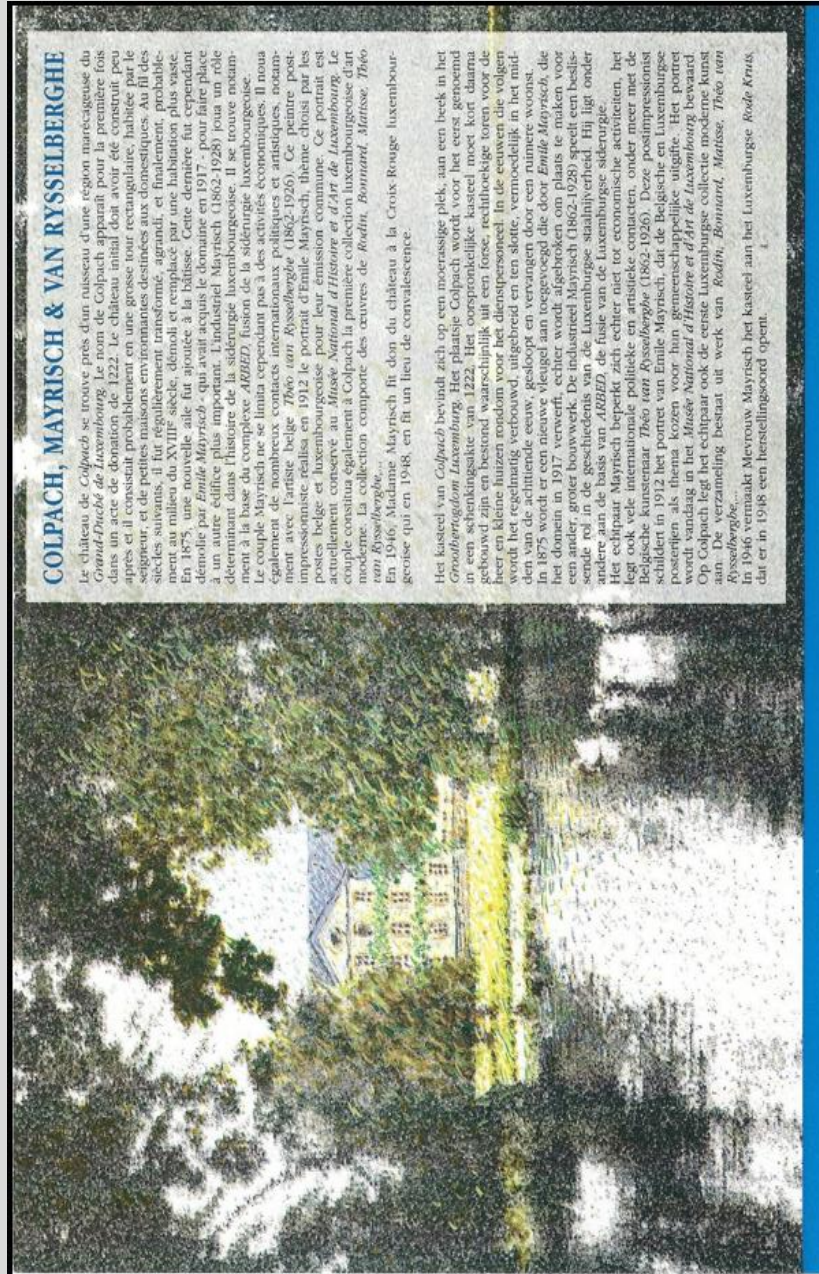 COLPACH, MAYRISCH & VAN RYSSELBERGHE
Le château de Colpach se trouve près d'un ruisseau d'une région marécageuse du
Grand-Duché de Luxembourg. Le nom de Colpach apparaît pour la première fois
dans un acte de donation de 1222. Le château initial doit avoir été construit peu
après et il consistait probablement en une grosse tour rectangulaire, habitée par le
seigneur, et de petites maisons environnantes destinées aux domestiques. Au fil des
siècles suivants, il fut régulièrement transformé, agrandi, et finalement, probable-
ment au milieu du XVIIIe siècle, démoli et remplacé par une habitation plus vaste.
En 1875, une nouvelle aile fut ajoutée à la bâtisse. Cette dernière fut cependant
démolie par Emile Mayrisch - qui avait acquis le domaine en 1917 - pour faire place
à un autre édifice plus important. L'industriel Mayrisch (1862-1928) joua un rôle
déterminant dans l'histoire de la sidérurgie luxembourgeoise. Il se trouve notam-
ment à la base du complexe ARBED, fusion de la sidérurgie luxembourgeoise.
Le couple Mayrisch ne se limita cependant pas à des activités économiques. Il noua
également de nombreux contacts internationaux politiques et artistiques, notam-
ment avec l'artiste belge Théo van Rysselberghe (1862-1926). Ce peintre post-
impressionniste réalisa en 1912 le portrait d'Emile Mayrisch, thème choisi par les
postes belge et luxembourgeoise pour leur émission commune. Ce portrait est
actuellement conservé au Musée National d'Histoire et d'Art de Luxembourg. Le
couple constitua également à Colpach la première collection luxembourgeoise d'art
moderne. La collection comporte des œuvres de Rodin, Bonnard, Matisse, Théo
van Rysselberghe,...
En 1946, Madame Mayrisch fit don du château à la Croix-Rouge luxembour-
geoise qui en 1948, en fit un lieu de convalescence.
Het kasteel van Colpach bevindt zich op een moerassige plek, aan een beek in het
Groothertogdom Luxemburg. Het plaatsje Colpach wordt voor het eerst genoemd
in een schenkingsakte van 1222. Het oorspronkelijke kasteel moet kort daarna
gebouwd zijn en bestond waarschijnlijk uit een forse, rechthoekige toren voor de
heer en kleine huizen rondom voor het dienstpersoneel. In de eeuwen die volgen
wordt het regelmatig verbouwd, uitgebreid en ten slotte, vermoedelijk in het mid-
den van de achttiende eeuw, gesloopt en vervangen door een ruimere woonst.
In 1875 wordt er een nieuwe vleugel aan toegevoegd die door Emile Mayrisch, die
het domein in 1917 verwerft, echter wordt afgebroken om plaats te maken voor
een ander, groter bouwwerk. De industrieel Mayrisch (1862-1928) speelt een beslis-
sende rol in de geschiedenis van de Luxemburgse staalnijverheid. Hij ligt onder
andere aan de basis van ARBED, de fusie van de Luxemburgse siderurgie.
Het echtpaar Mayrisch beperkt zich echter niet tot economische activiteiten, het
legt ook vele internationale politieke en artistieke contacten, onder meer met de
Belgische kunstenaar Théo van Rysselberghe (1862-1926). Deze postimpressionist
schildert in 1912 het portret van Emile Mayrisch, dat de Belgische en Luxemburgse
posterijen als thema kozen voor hun gemeenschappelijke uitgifte. Het portret
wordt vandaag in het Musée National d'Histoire et d'Art de Luxembourg bewaard.
Op Colpach legt het echtpaar ook de eerste Luxemburgse collectie moderne kunst
aan. De verzameling bestaat uit werk van Rodin, Bonnard, Matisse, Théo van
Rysselberghe,...
In 1946 vermaakt Mevrouw Mayrisch het kasteel aan het Luxemburgse Rode Kruis,
dat er in 1948 een herstellingsoord opent.